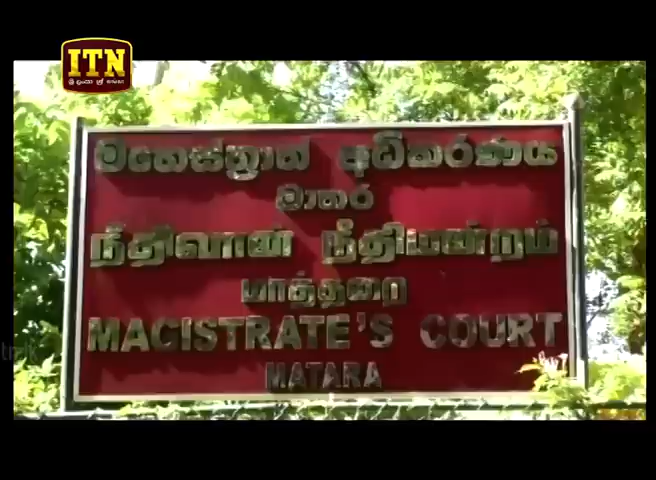 ITN
මහෙස්ත්‍රාත් අධිකරණය
මාතර
நீதிவான் நீதிமன்றம்
மாத்தறை
MAGISTRATE'S COURT
MATARA